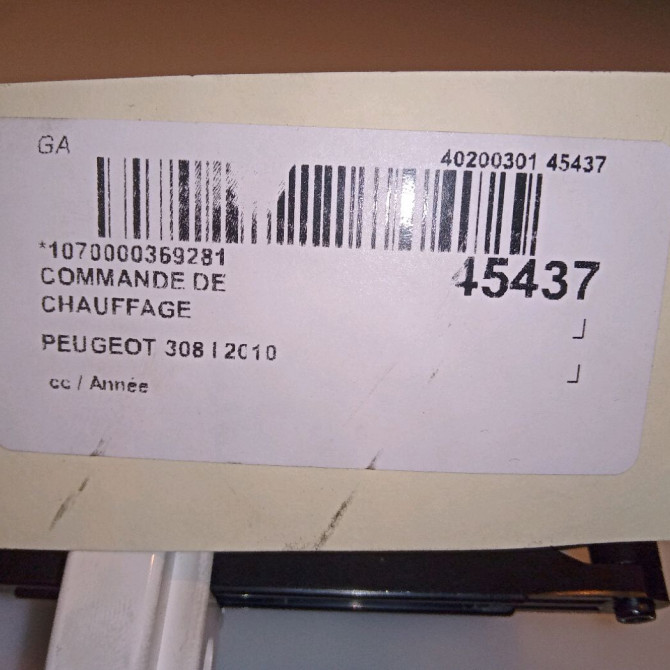 GA
40200301 45437
*1070000369281
COMMANDE DE
CHAUFFAGE
45437
PEUGEOT 308 I 2010
cc / Année